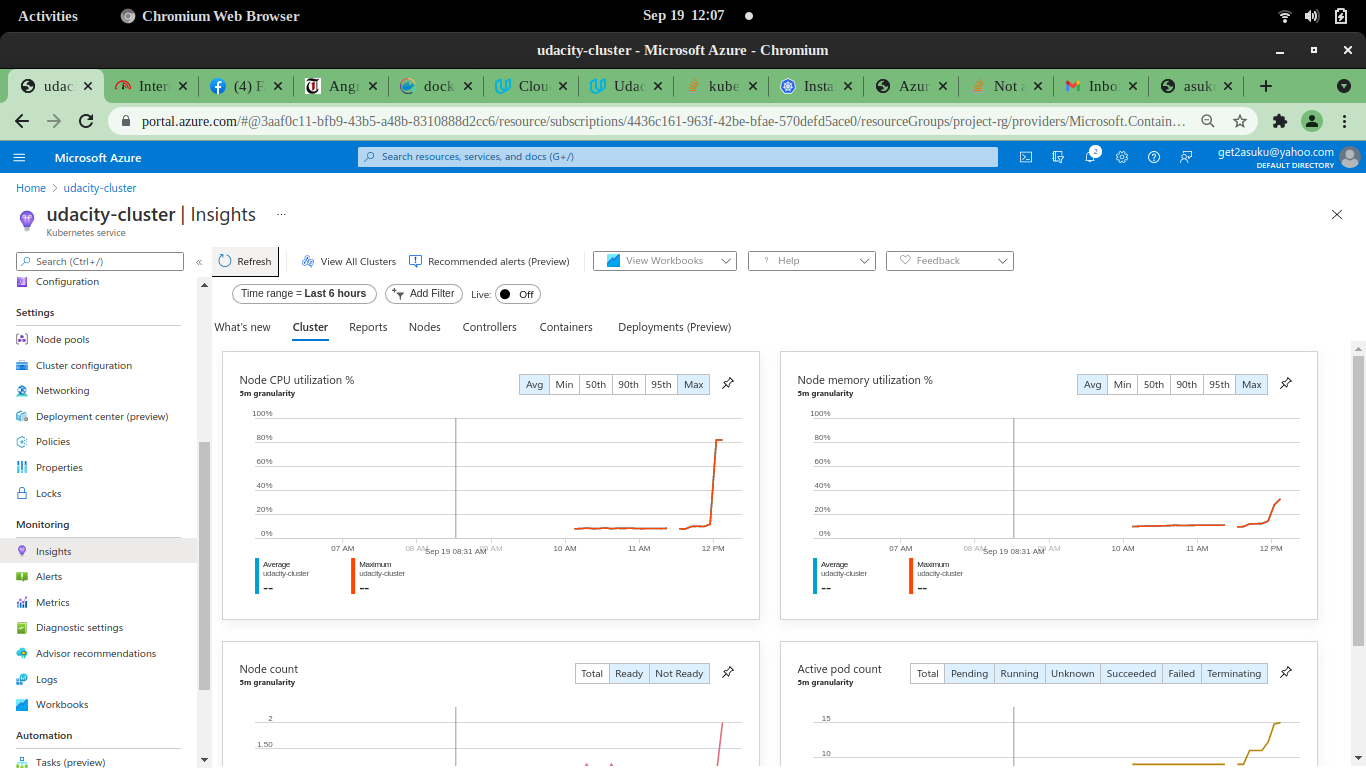 Activities Chromium Web Browser Sep 19 12:07
udacity-cluster - Microsoft Azure - Chromium
udac Inter (4) F Angr dock Clou Udac kube Insta Azur Not a Inbo asuk
portal.azure.com/#@3aaf0c11-bfb9-43b5-a48b-8310888d2cc6/resource/subscriptions/4436c161-963f-42be-bfae-570defd5ace0/resourceGroups/project-rg/providers/Microsoft.Contain…
Microsoft Azure Search resources, services, and docs (G+/) 2 get2asuku@yahoo.com
DEFAULT DIRECTORY
Home > udacity-cluster
udacity-cluster | Insights ...
Kubernetes service
Search (Ctrl+/) « Refresh View All Clusters Recommended alerts (Preview) View Workbooks ? Help Feedback
Configuration
Settings
Node pools
Cluster configuration
Networking
Deployment center (preview)
Policies
Properties
Locks
Monitoring
Insights
Alerts
Metrics
Diagnostic settings
Advisor recommendations
Logs
Workbooks
Automation
Tasks (preview)
Time range = Last 6 hours Add Filter Live: Off
What's new Cluster Reports Nodes Controllers Containers Deployments (Preview)
Node CPU utilization %
5m granularity
Avg Min 50th 90th 95th Max
100%
80%
60%
40%
20%
0%
07 AM 08 AM Sep 19 08:31 AM 10 AM 11 AM 12 PM
Average Maximum
udacity-cluster udacity-cluster
-- --
Node memory utilization %
5m granularity
Avg Min 50th 90th 95th Max
100%
80%
60%
40%
20%
0%
07 AM 08 AM Sep 19 08:31 AM 10 AM 11 AM 12 PM
Average Maximum
udacity-cluster udacity-cluster
-- --
Node count
5m granularity
Total Ready Not Ready
2
1.50
Active pod count
5m granularity
Total Pending Running Unknown Succeeded Failed Terminating
15
10